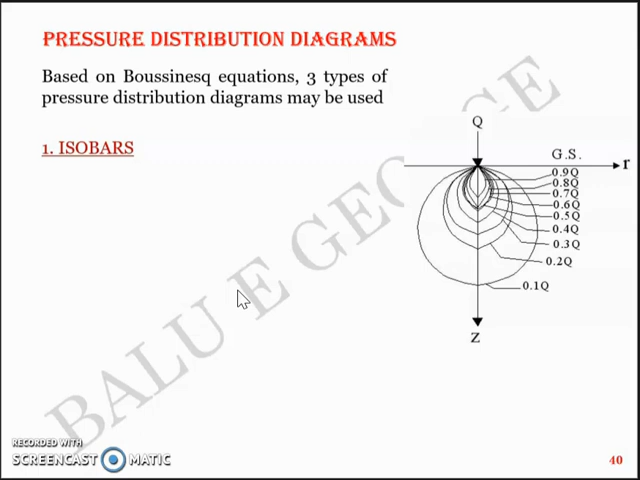 PRESSURE DISTRIBUTION DIAGRAMS
Based on Boussinesq equations, 3 types of
pressure distribution diagrams may be used
1. ISOBARS
Q
G.S.
r
0.9Q
0.8Q
0.7Q
0.6Q
0.5Q
0.4Q
0.3Q
0.2Q
0.1Q
Z
BALU E GEORGE
RECORDED WITH
SCREENCAST MATIC
40